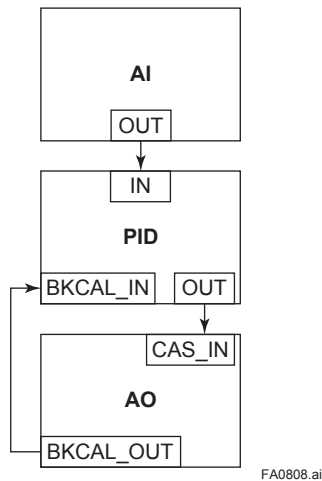 AI
OUT
IN
PID
BKCAL_IN OUT
CAS_IN
AO
BKCAL_OUT
FA0808.ai